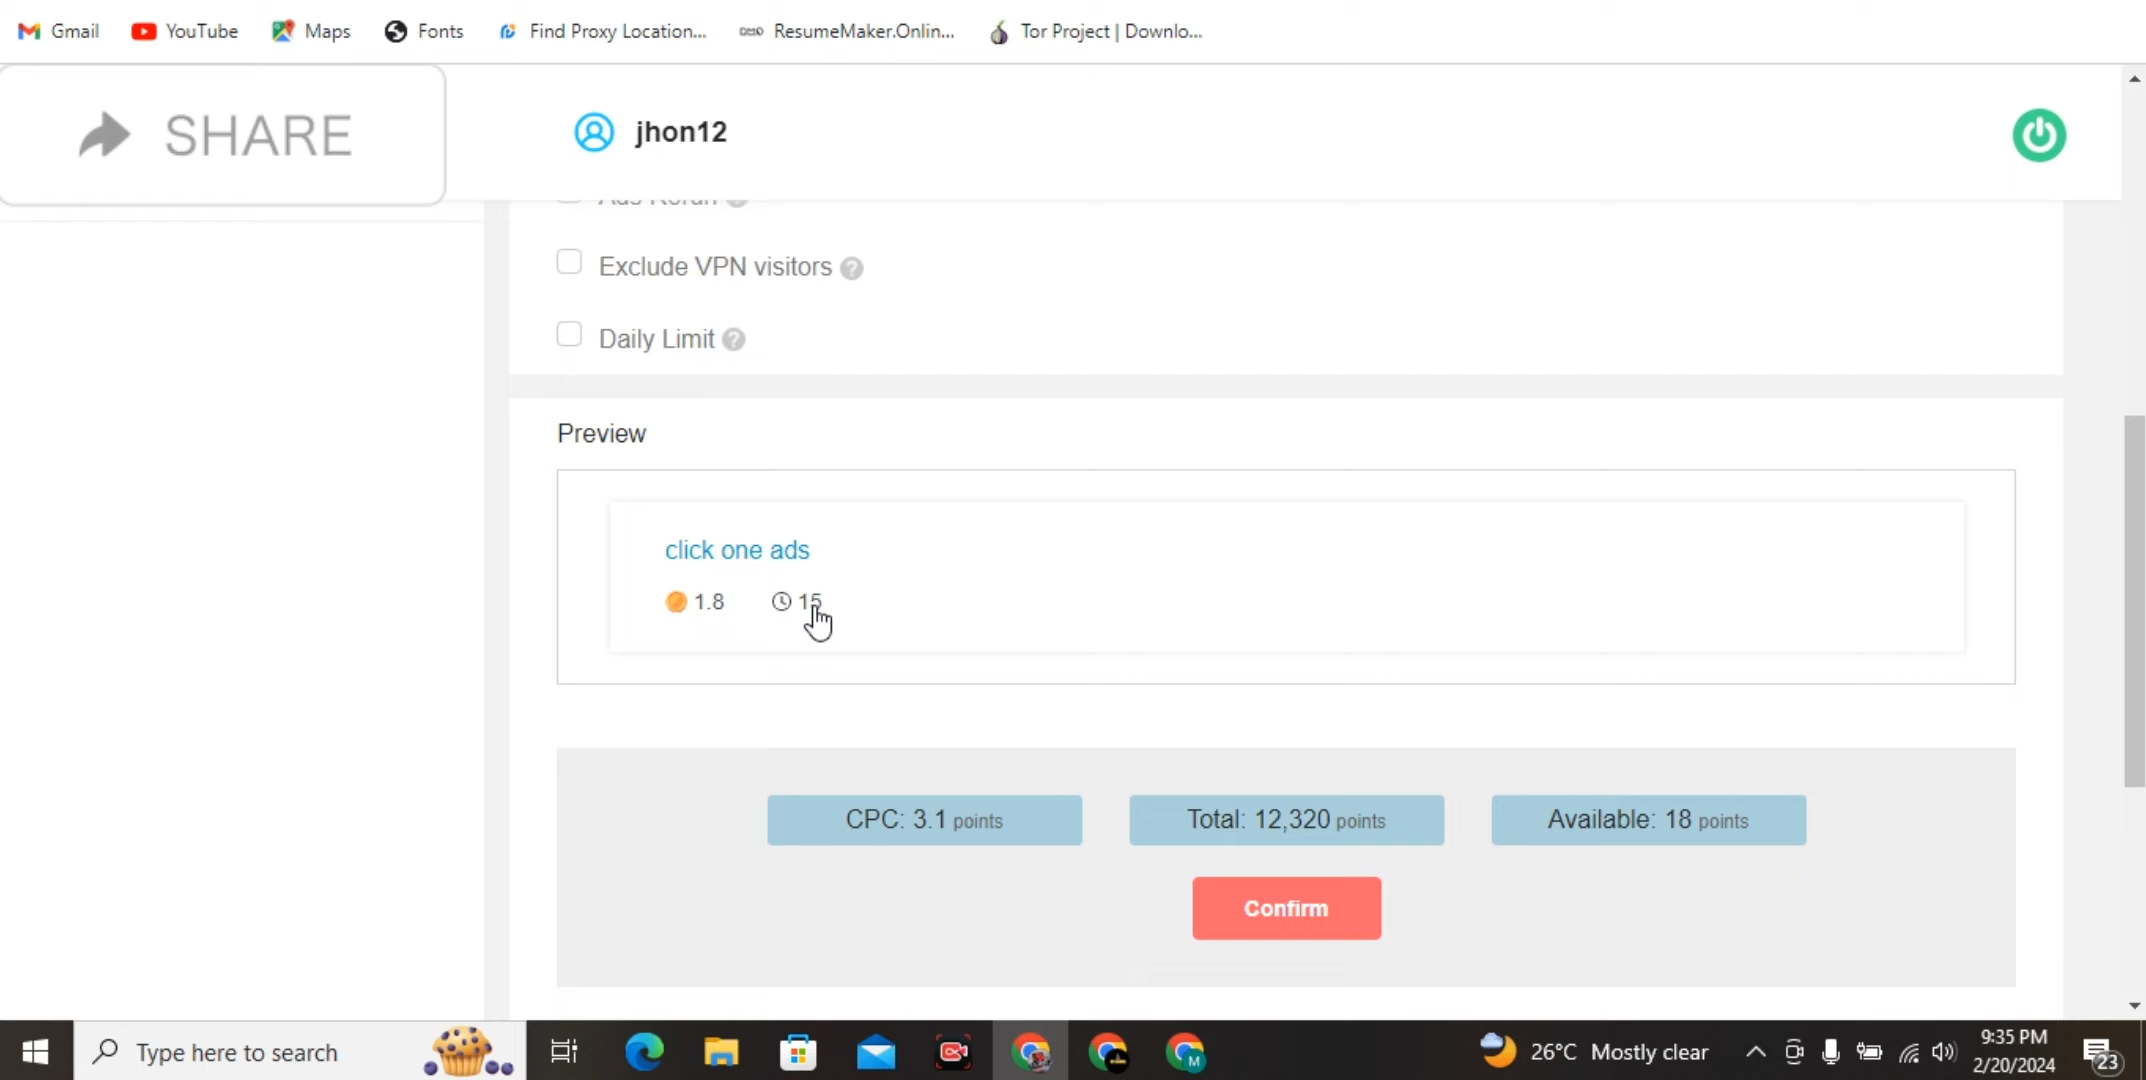 Gmail YouTube Maps Fonts Find Proxy Location... ResumeMaker.Onlin... Tor Project | Downlo...
SHARE jhon12
Exclude VPN visitors ?
Daily Limit ?
Preview
click one ads
1.8 15
CPC: 3.1 points Total: 12,320 points Available: 18 points
Confirm
Type here to search M 26°C Mostly clear 9:35 PM
2/20/2024 23